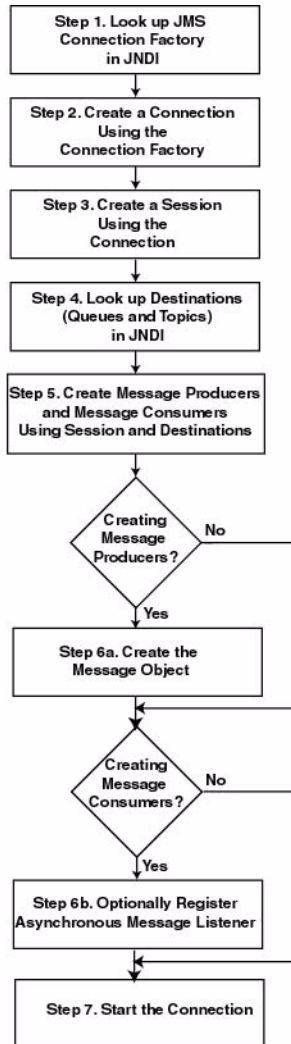 Step 1. Look up JMS
Connection Factory
in JNDI
Step 2. Create a Connection
Using the
Connection Factory
Step 3. Create a Session
Using the
Connection
Step 4. Look up Destinations
(Queues and Topics)
in JNDI
Step 5. Create Message Producers
and Message Consumers
Using Session and Destinations
Creating
Message
Producers?
No
Yes
Step 6a. Create the
Message Object
Creating
Message
Consumers?
No
Yes
Step 6b. Optionally Register
Asynchronous Message Listener
Step 7. Start the Connection